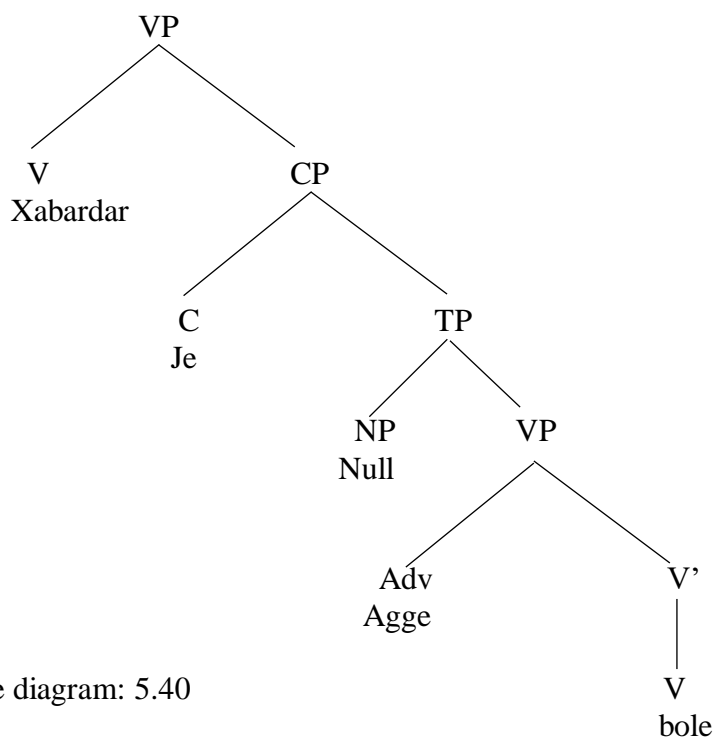 VP
V CP
Xabardar
C TP
Je
NP VP
Null
Adv V’
Agge
e diagram: 5.40 V
bole